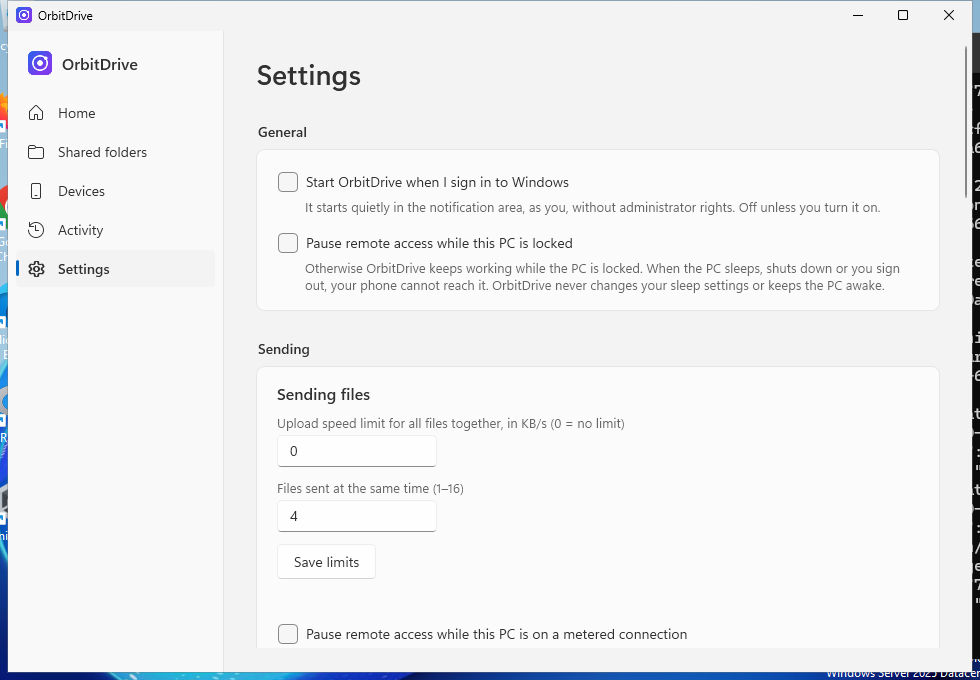 OrbitDrive
OrbitDrive
Home
Shared folders
Devices
Activity
Settings
Settings
General
Start OrbitDrive when I sign in to Windows
It starts quietly in the notification area, as you, without administrator rights. Off unless you turn it on.
Pause remote access while this PC is locked
Otherwise OrbitDrive keeps working while the PC is locked. When the PC sleeps, shuts down or you sign
out, your phone cannot reach it. OrbitDrive never changes your sleep settings or keeps the PC awake.
Sending
Sending files
Upload speed limit for all files together, in KB/s (0 = no limit)
0
Files sent at the same time (1–16)
4
Save limits
Pause remote access while this PC is on a metered connection
Windows Server 2025 Datacen